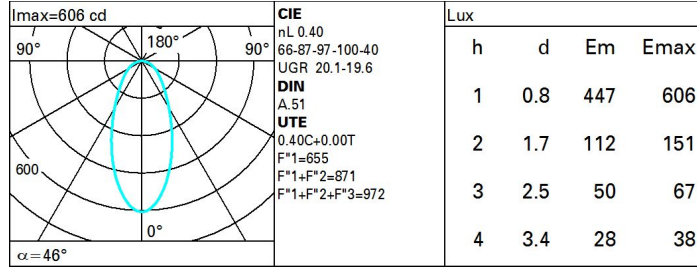 Imax=606 cd
90° 180° 90°
600
0°
α=46°
CIE
nL 0.40
66-87-97-100-40
UGR 20.1-19.6
DIN
A.51
UTE
0.40C+0.00T
F"1=655
F"1+F"2=871
F"1+F"2+F"3=972
Lux
h d Em Emax
1 0.8 447 606
2 1.7 112 151
3 2.5 50 67
4 3.4 28 38